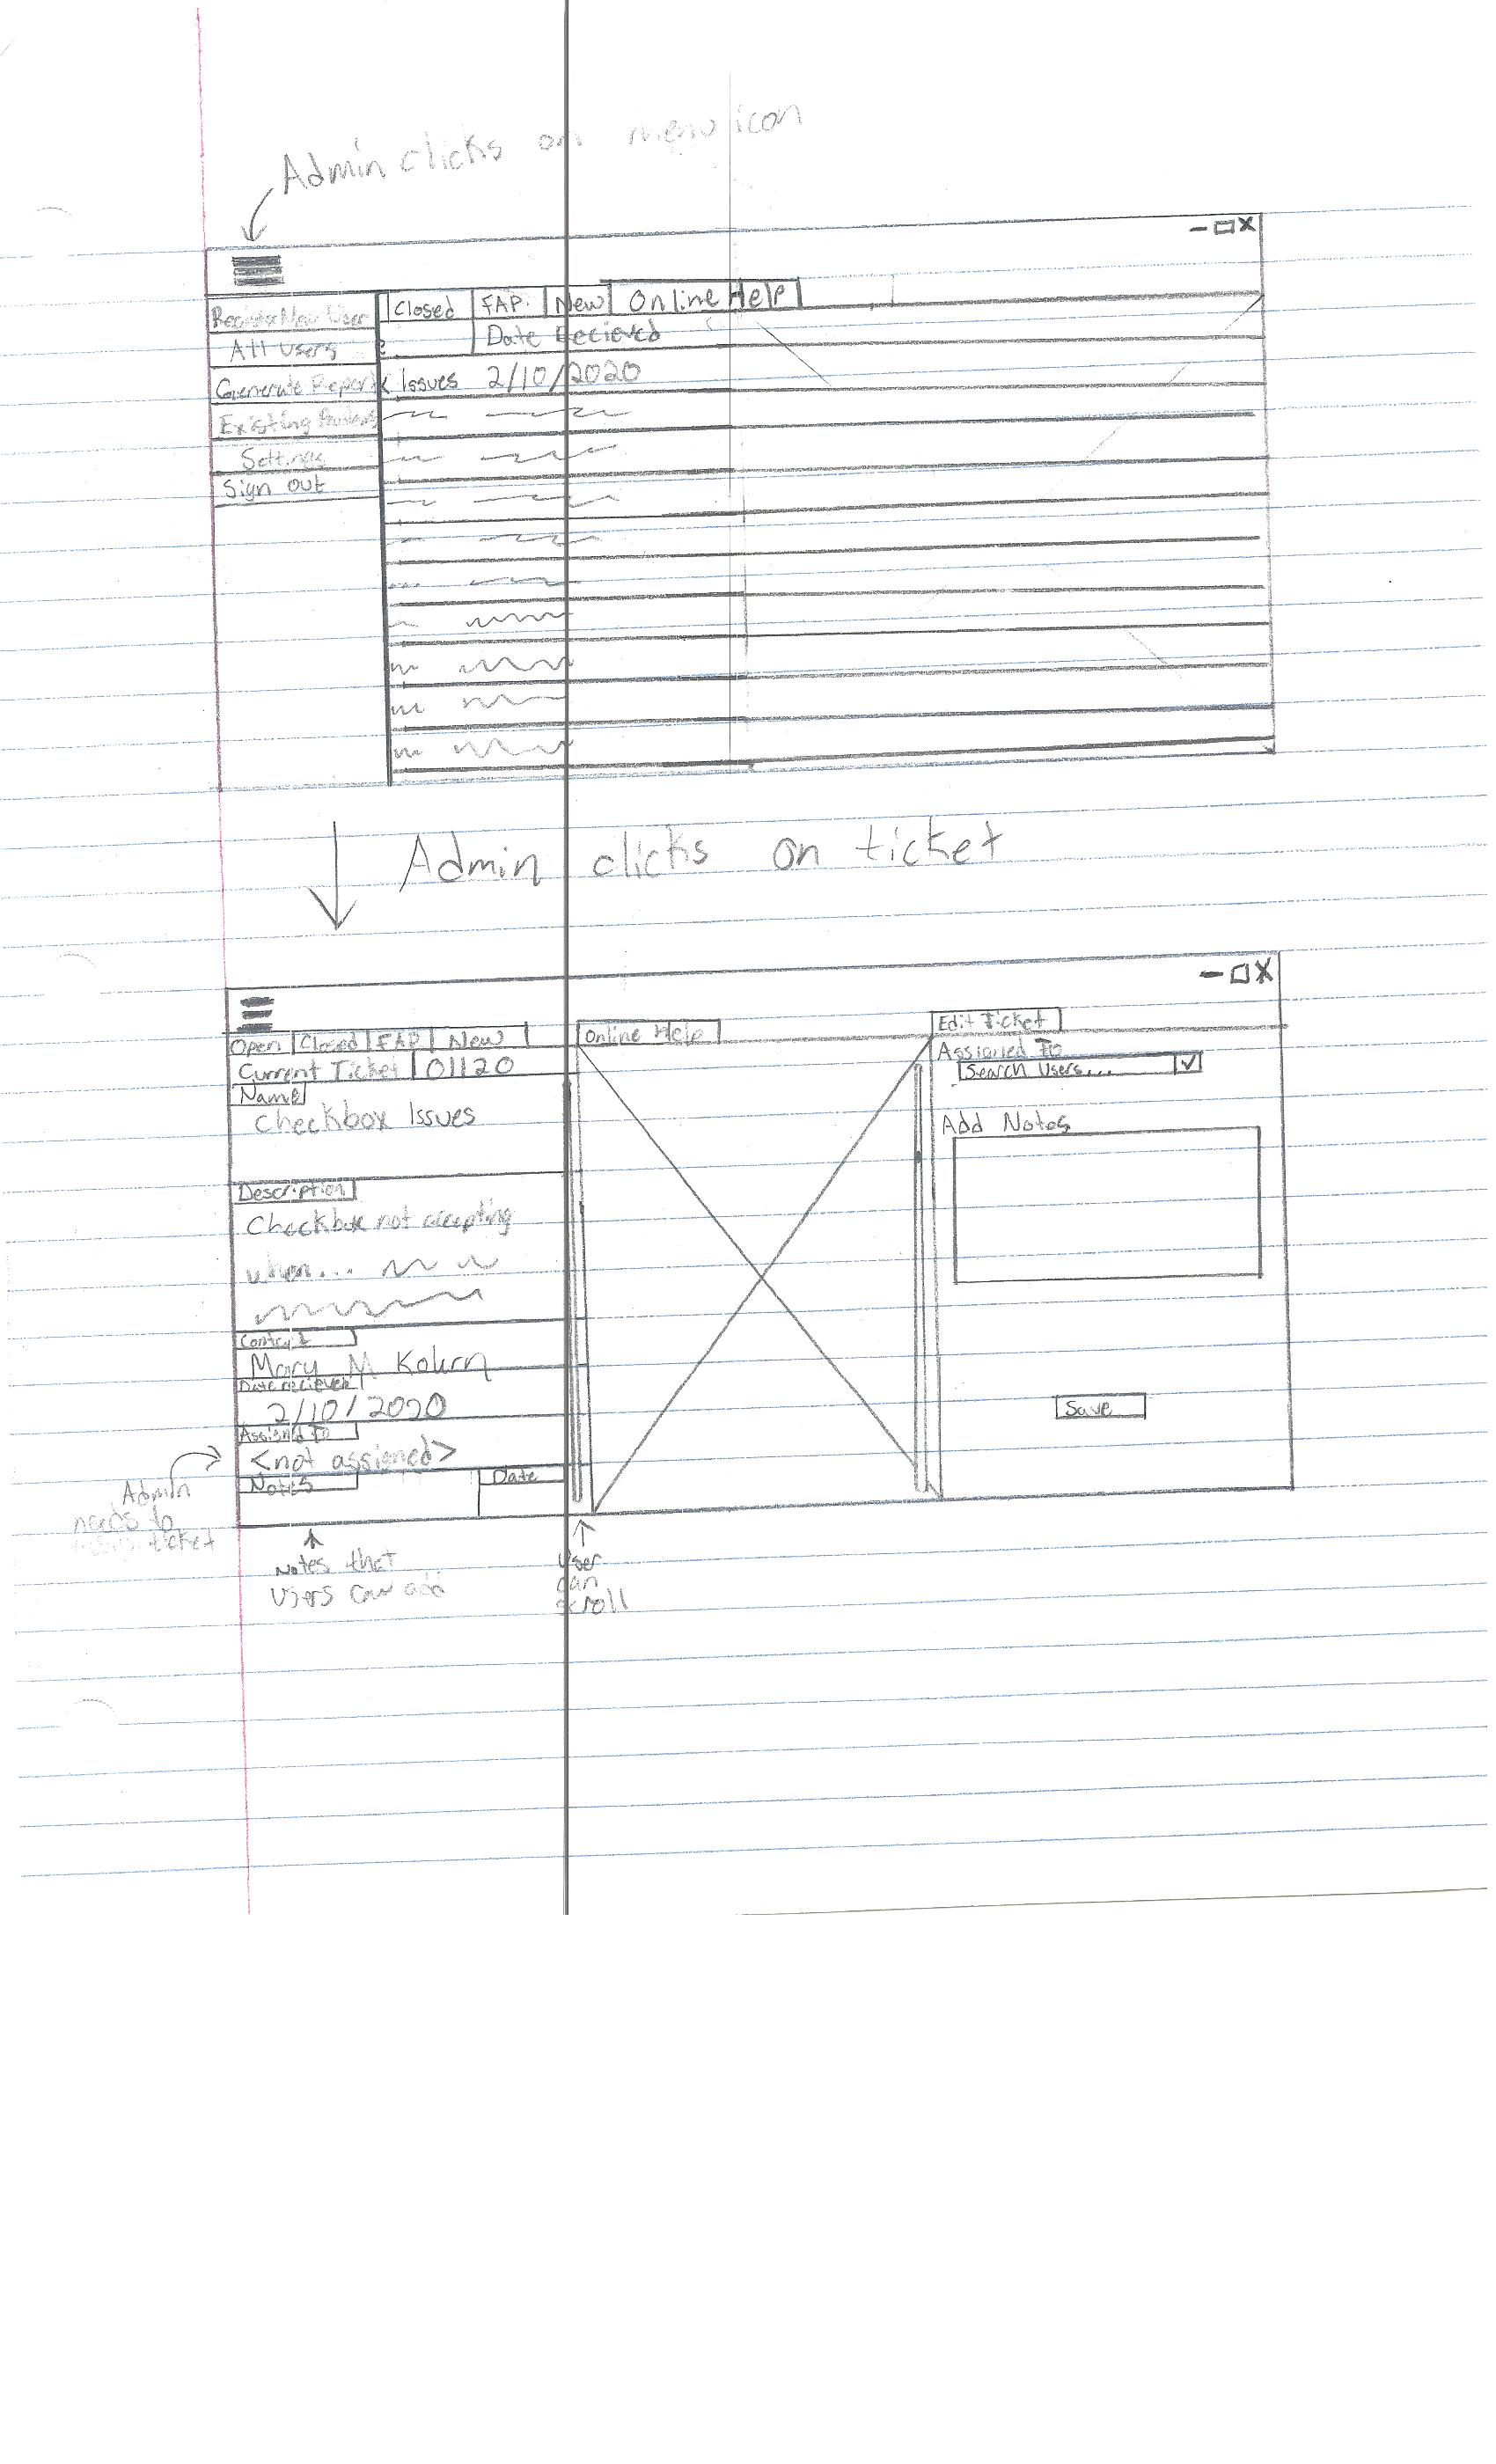 Admin clicks on menu icon
Closed FAP. New Online Help
Register New User
Date Recieved
All Users
Generate Report
Issues 2/10/2020
Existing
Settings
Sign out
Admin clicks on ticket
Edit Ticket
Online Help
Open Closed FAP New
Assigned To
Current Ticket 01120
Search Users...
Name
Checkbox Issues
Add Notes
Description
Checkbox not accepting
when...
Contact
Mary M
Date recieved
2/10/2020
Save
Assigned To
<not assigned>
Notes
Date
Admin
needs to
ticket
Notes that
Users can add
User
can
scroll